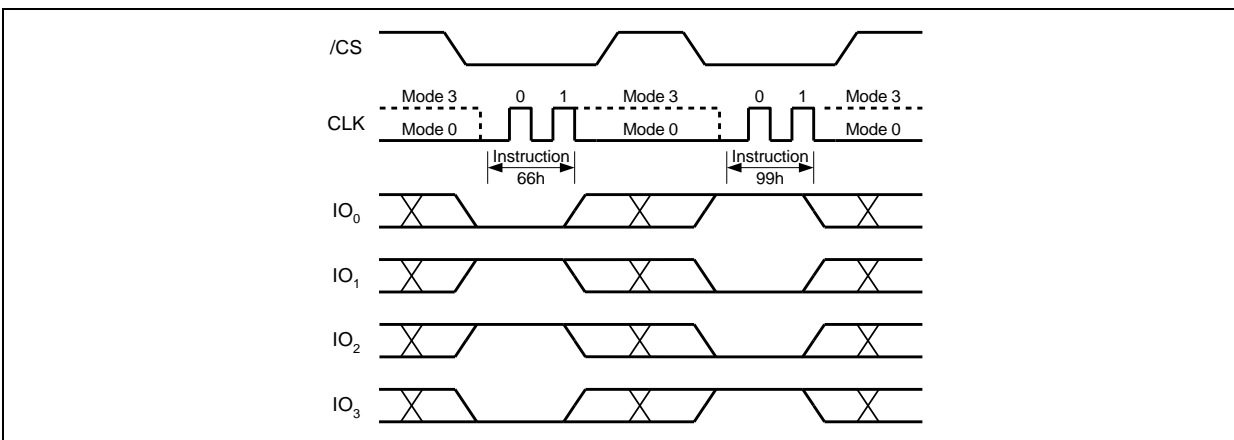 /CS
Mode 3 0 1 Mode 3 0 1 Mode 3
CLK
Mode 0 Mode 0 Mode 0
Instruction Instruction
66h 99h
IO0
IO1
IO2
IO3